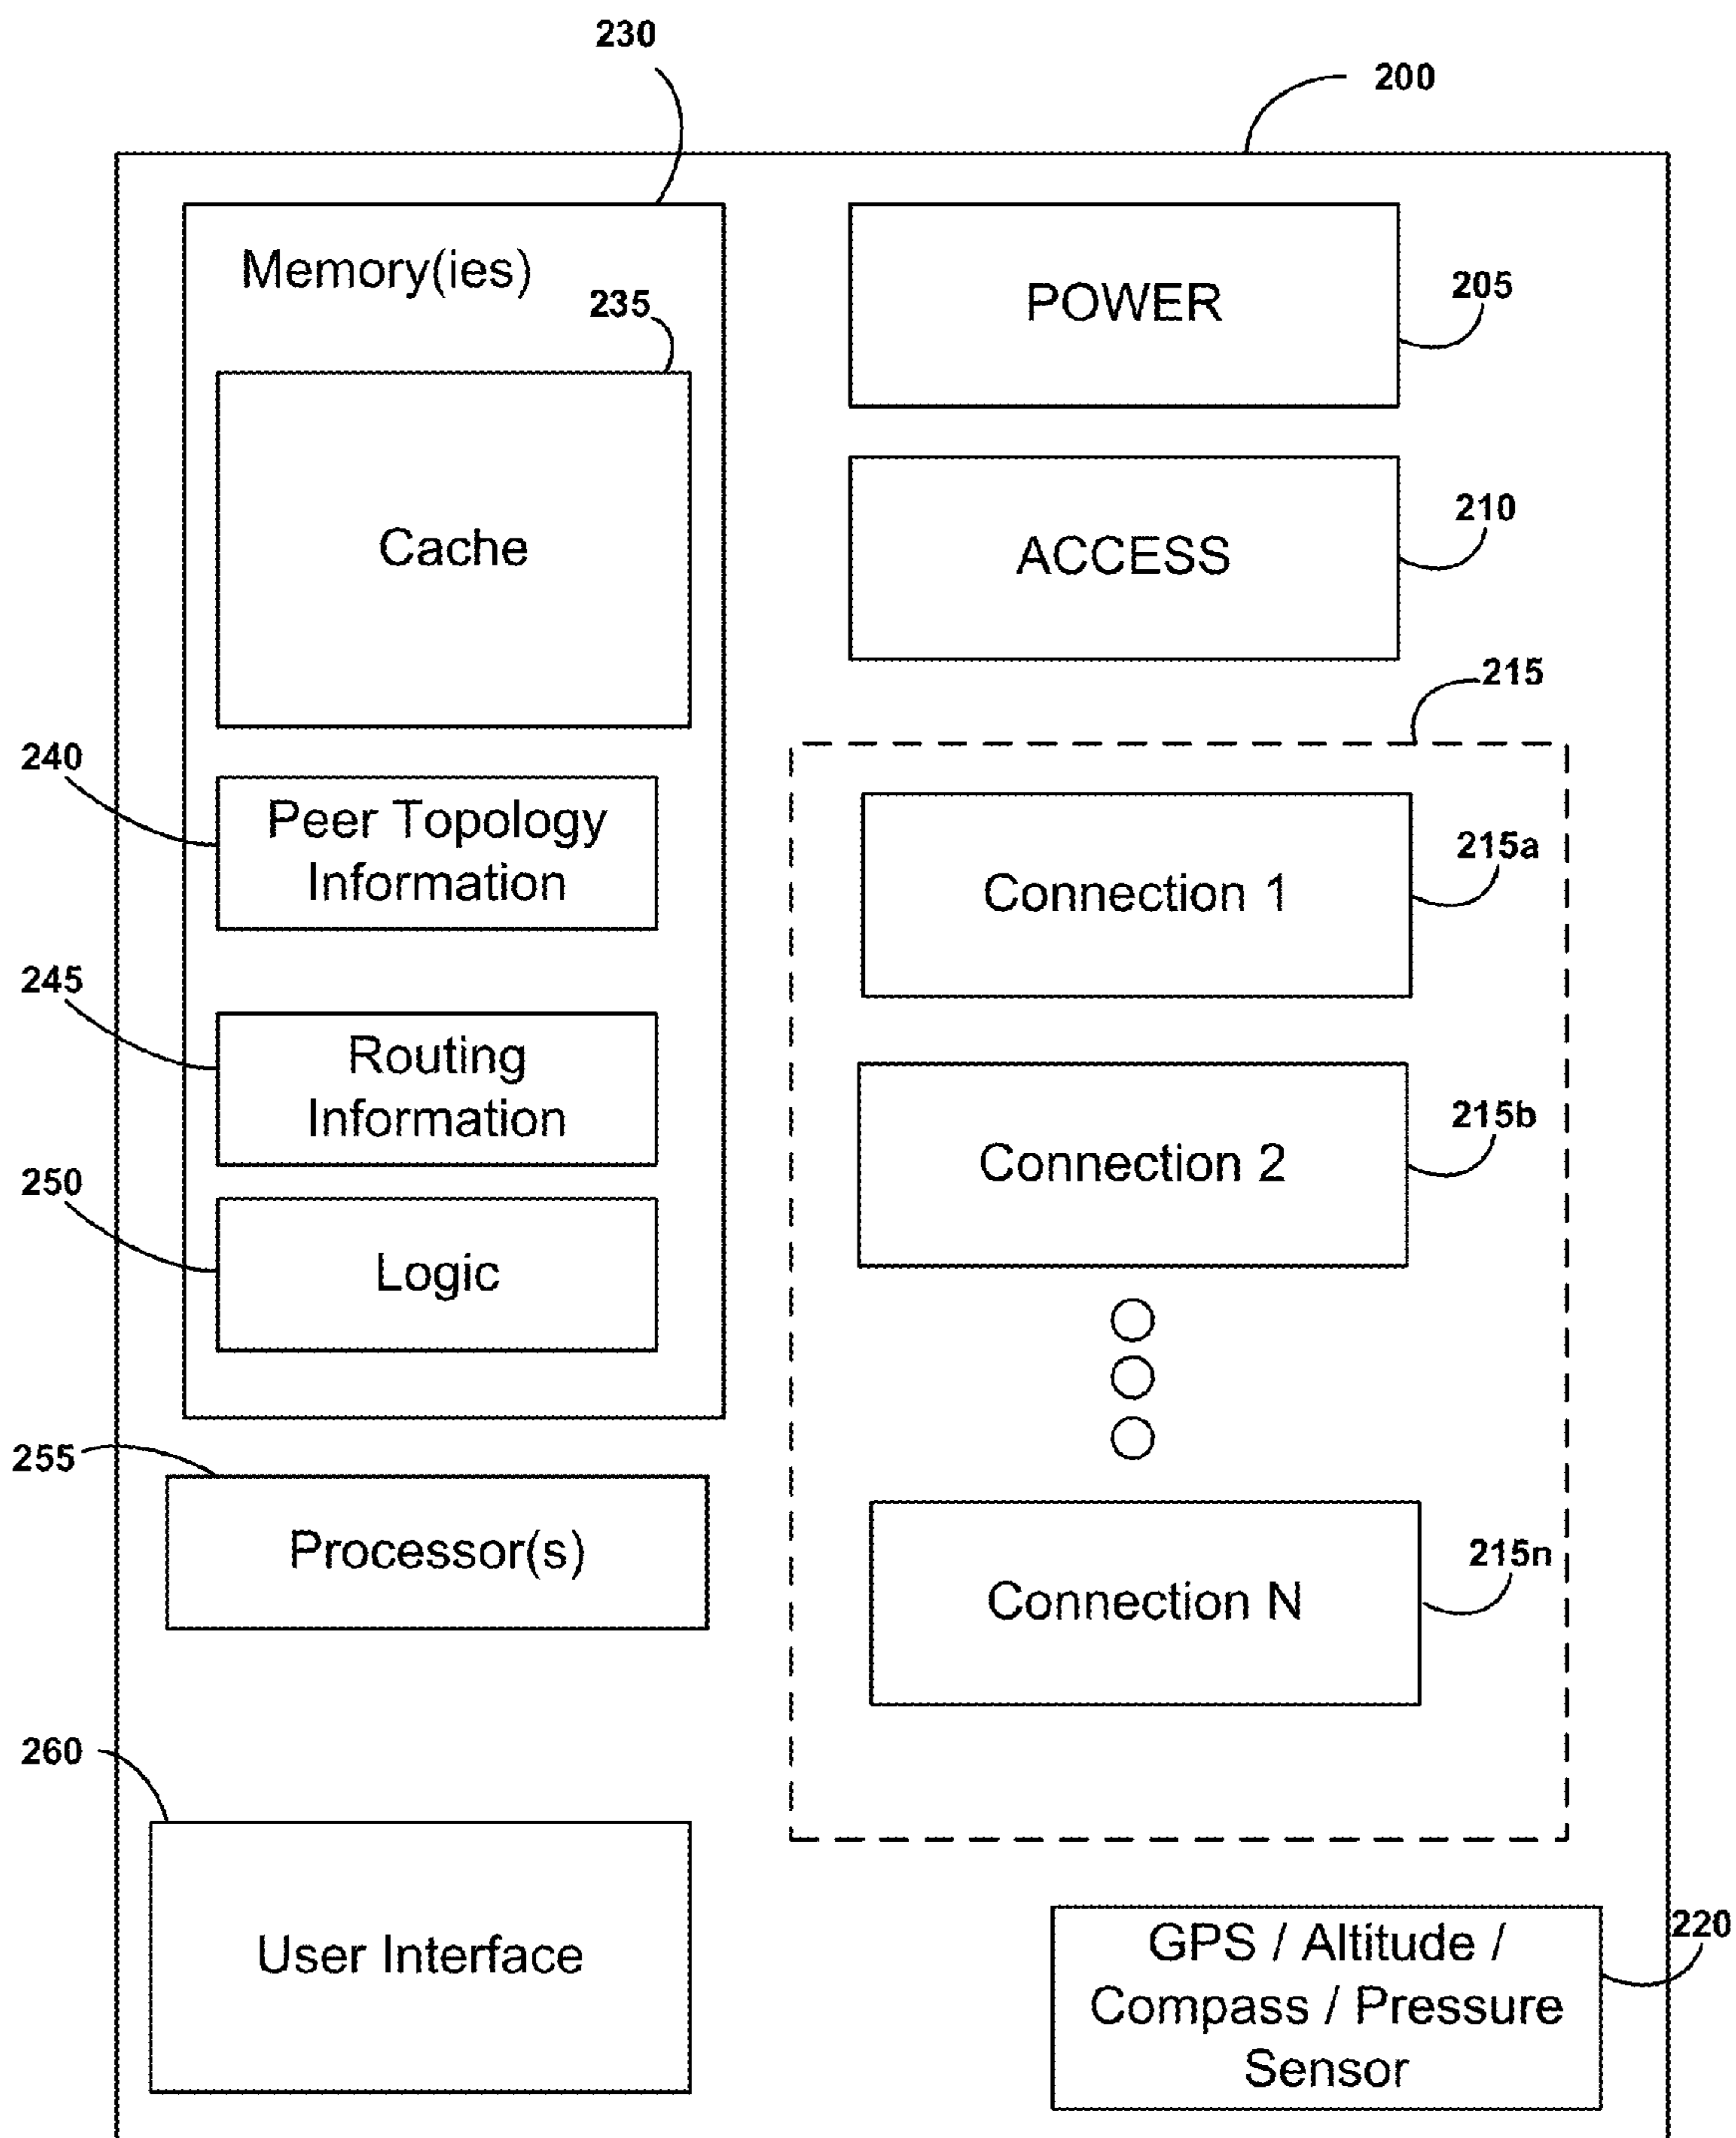 230
200
Memory(ies)
235
Cache
240
Peer Topology
Information
245
Routing
Information
250
Logic
255
Processor(s)
260
User Interface
POWER
205
ACCESS
210
215
Connection 1
215a
Connection 2
215b
Connection N
215n
GPS / Altitude /
Compass / Pressure
Sensor
220